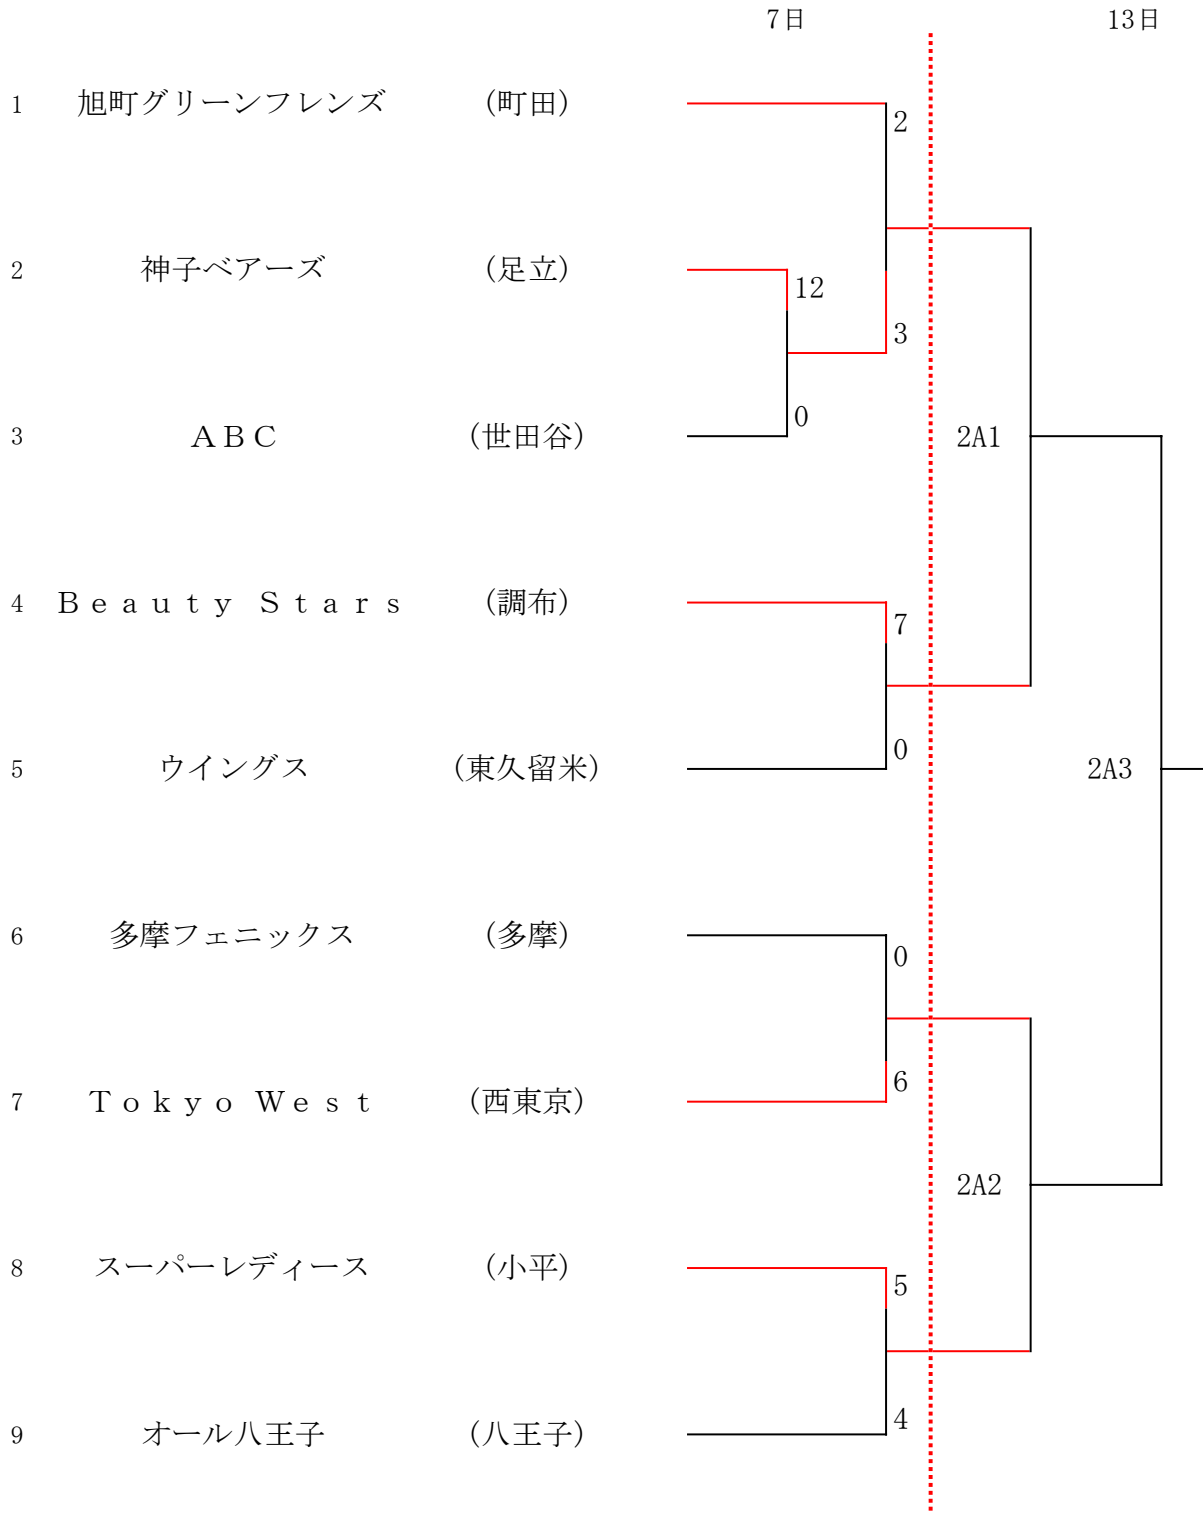 7日 13日
1 旭町グリーンフレンズ (町田)
2
2 神子ベアーズ (足立)
12
3
0
3 ＡＢＣ (世田谷)
2A1
4 Ｂｅａｕｔｙ Ｓｔａｒｓ (調布)
7
0
5 ウイングス (東久留米)
2A3
6 多摩フェニックス (多摩)
0
6
7 Ｔｏｋｙｏ Ｗｅｓｔ (西東京)
2A2
8 スーパーレディース (小平)
5
4
9 オール八王子 (八王子)